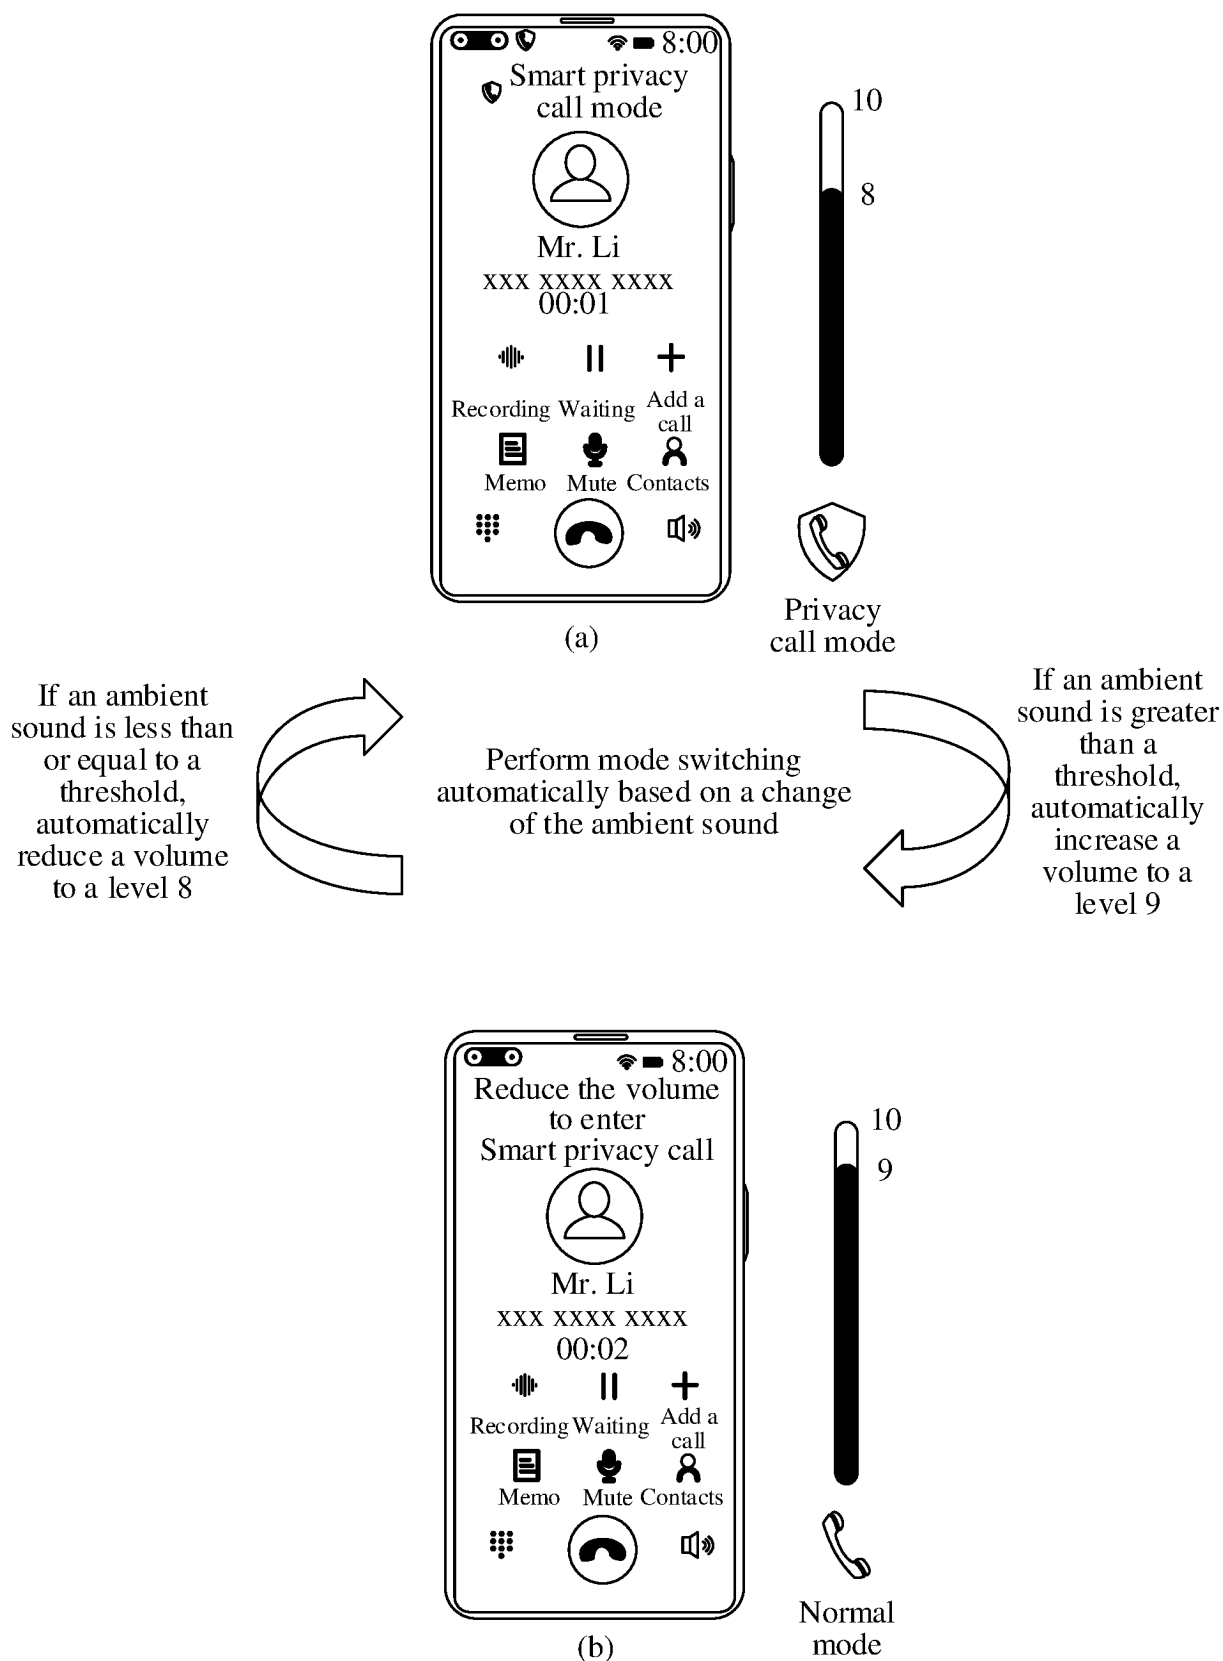 8:00
Smart privacy
call mode
Mr. Li
xxx xxxx xxxx
00:01
Recording Waiting Add a
call
Memo Mute Contacts
10
8
Privacy
call mode
(a)
If an ambient
sound is less than
or equal to a
threshold,
automatically
reduce a volume
to a level 8
Perform mode switching
automatically based on a change
of the ambient sound
If an ambient
sound is greater
than a
threshold,
automatically
increase a
volume to a
level 9
8:00
Reduce the volume
to enter
Smart privacy call
Mr. Li
xxx xxxx xxxx
00:02
Recording Waiting Add a
call
Memo Mute Contacts
10
9
Normal
mode
(b)